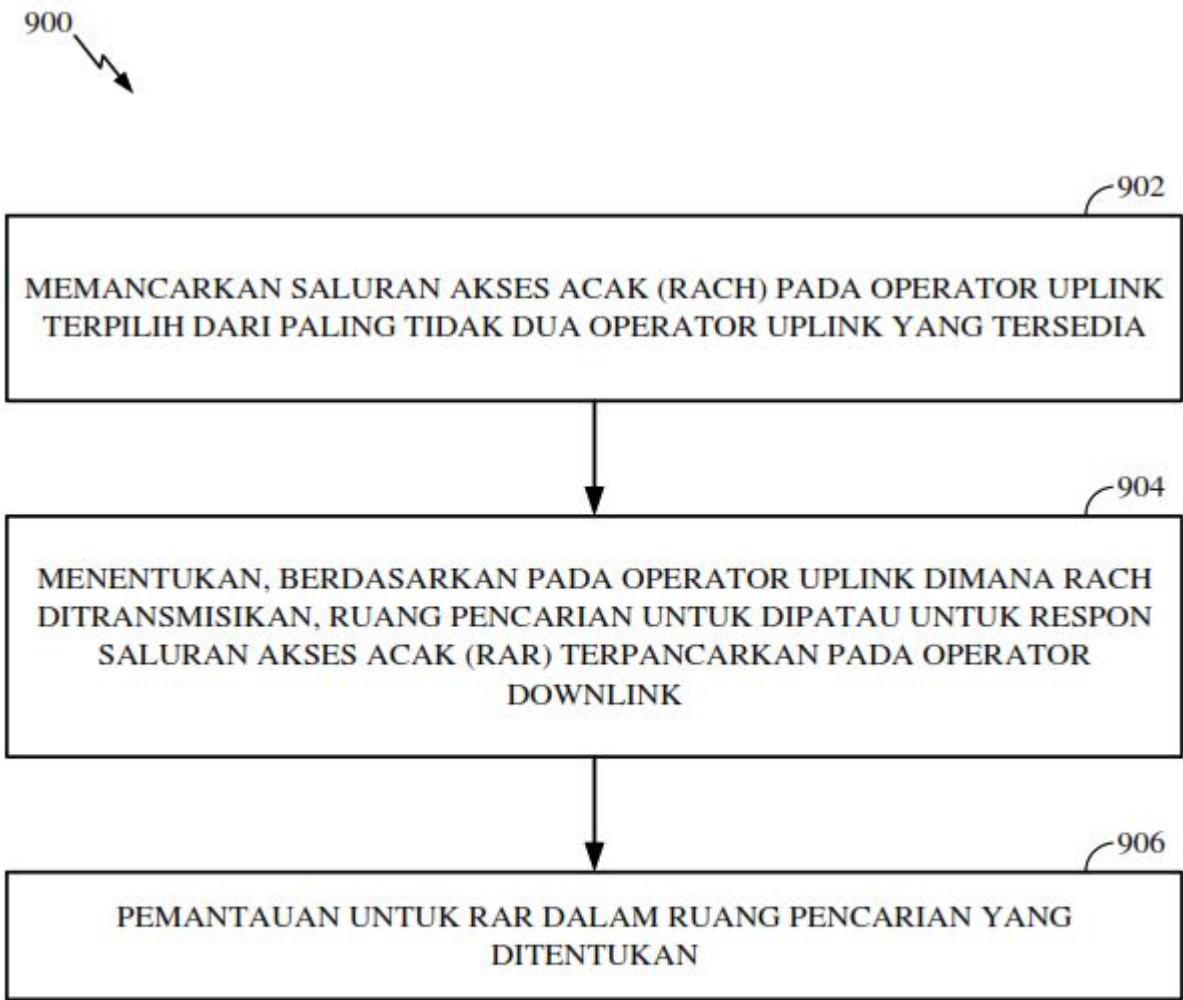 900
902
MEMANCARKAN SALURAN AKSES ACAK (RACH) PADA OPERATOR UPLINK
TERPILIH DARI PALING TIDAK DUA OPERATOR UPLINK YANG TERSEDIA
904
MENENTUKAN, BERDASARKAN PADA OPERATOR UPLINK DIMANA RACH
DITRANSMISIKAN, RUANG PENCARIAN UNTUK DIPATAU UNTUK RESPON
SALURAN AKSES ACAK (RAR) TERPANCARKAN PADA OPERATOR
DOWNLINK
906
PEMANTAUAN UNTUK RAR DALAM RUANG PENCARIAN YANG
DITENTUKAN